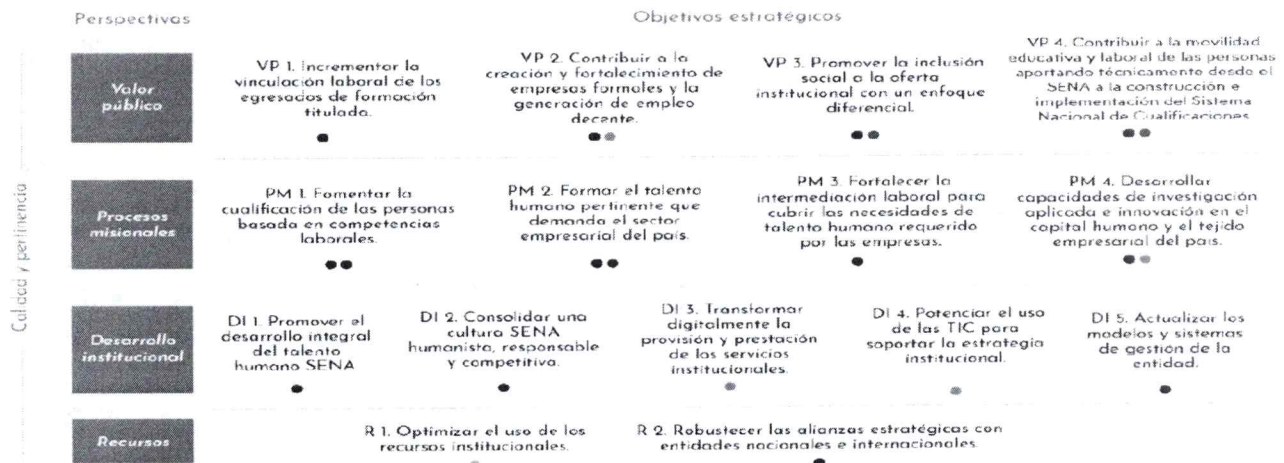 Perspectivas
Objetivos estratégicos
Calidad y pertinencia
Valor
público
VP 1. Incrementar la
vinculación laboral de los
egresados de formación
titulada.
VP 2. Contribuir a la
creación y fortalecimiento de
empresas formales y la
generación de empleo
decente.
VP 3. Promover la inclusión
social a la oferta
institucional con un enfoque
diferencial.
VP 4. Contribuir a la movilidad
educativa y laboral de las personas
aportando técnicamente desde el
SENA a la construcción e
implementación del Sistema
Nacional de Cualificaciones
Procesos
misionales
PM 1. Fomentar la
cualificación de las personas
basada en competencias
laborales.
PM 2. Formar el talento
humano pertinente que
demanda el sector
empresarial del país.
PM 3. Fortalecer la
intermediación laboral para
cubrir las necesidades de
talento humano requerido
por las empresas.
PM 4. Desarrollar
capacidades de investigación
aplicada e innovación en el
capital humano y el tejido
empresarial del país.
Desarrollo
institucional
DI 1. Promover el
desarrollo integral
del talento
humano SENA
DI 2. Consolidar una
cultura SENA
humanista, responsable
y competitiva.
DI 3. Transformar
digitalmente la
provisión y prestación
de los servicios
institucionales.
DI 4. Potenciar el uso
de las TIC para
soportar la estrategia
institucional.
DI 5. Actualizar los
modelos y sistemas
de gestión de la
entidad.
Recursos
R 1. Optimizar el uso de los
recursos institucionales.
R 2. Robustecer las alianzas estratégicas con
entidades nacionales e internacionales.